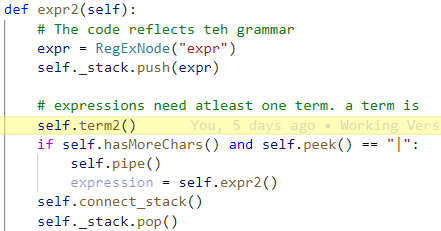 def expr2(self):
# The code reflects teh grammar
expr = RegExNode("expr")
self._stack.push(expr)
# expressions need atleast one term. a term is
self.term2() You, 5 days ago • Working Vers
if self.hasMoreChars() and self.peek() == "|":
self.pipe()
expression = self.expr2()
self.connect_stack()
self._stack.pop()